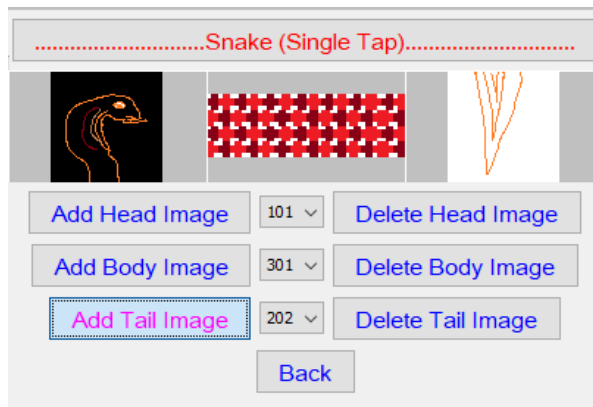 ............................Snake (Single Tap)............................
Add Head Image 101 Delete Head Image
Add Body Image 301 Delete Body Image
Add Tail Image 202 Delete Tail Image
Back